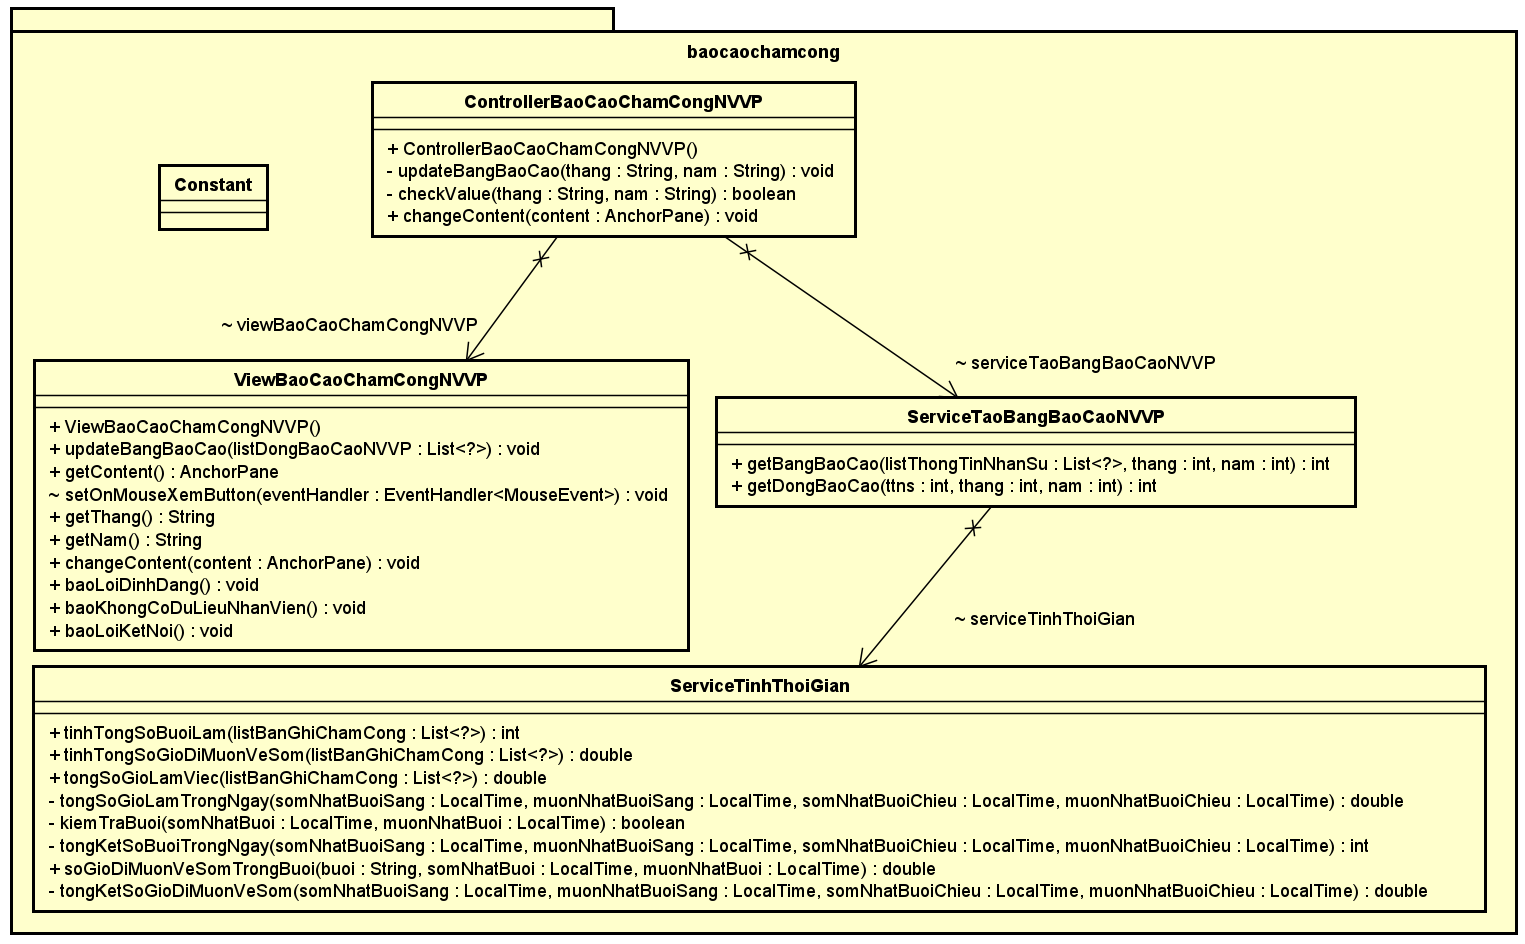 baocaochamcong
ControllerBaoCaoChamCongNVVP
+ ControllerBaoCaoChamCongNVVP()
- updateBangBaoCao(thang : String, nam : String) : void
- checkValue(thang : String, nam : String) : boolean
+ changeContent(content : AnchorPane) : void
Constant
~ viewBaoCaoChamCongNVVP
~ serviceTaoBangBaoCaoNVVP
ViewBaoCaoChamCongNVVP
+ ViewBaoCaoChamCongNVVP()
+ updateBangBaoCao(listDongBaoCaoNVVP : List<?>) : void
+ getContent() : AnchorPane
~ setOnMouseXemButton(eventHandler : EventHandler<MouseEvent>) : void
+ getThang() : String
+ getNam() : String
+ changeContent(content : AnchorPane) : void
+ baoLoiDinhDang() : void
+ baoKhongCoDuLieuNhanVien() : void
+ baoLoiKetNoi() : void
ServiceTaoBangBaoCaoNVVP
+ getBangBaoCao(listThongTinNhanSu : List<?>, thang : int, nam : int) : int
+ getDongBaoCao(ttns : int, thang : int, nam : int) : int
~ serviceTinhThoiGian
ServiceTinhThoiGian
+ tinhTongSoBuoiLam(listBanGhiChamCong : List<?>) : int
+ tinhTongSoGioDiMuonVeSom(listBanGhiChamCong : List<?>) : double
+ tongSoGioLamViec(listBanGhiChamCong : List<?>) : double
- tongSoGioLamTrongNgay(somNhatBuoiSang : LocalTime, muonNhatBuoiSang : LocalTime, somNhatBuoiChieu : LocalTime, muonNhatBuoiChieu : LocalTime) : double
- kiemTraBuoi(somNhatBuoi : LocalTime, muonNhatBuoi : LocalTime) : boolean
- tongKetSoBuoiTrongNgay(somNhatBuoiSang : LocalTime, muonNhatBuoiSang : LocalTime, somNhatBuoiChieu : LocalTime, muonNhatBuoiChieu : LocalTime) : int
+ soGioDiMuonVeSomTrongBuoi(buoi : String, somNhatBuoi : LocalTime, muonNhatBuoi : LocalTime) : double
- tongKetSoGioDiMuonVeSom(somNhatBuoiSang : LocalTime, muonNhatBuoiSang : LocalTime, somNhatBuoiChieu : LocalTime, muonNhatBuoiChieu : LocalTime) : double